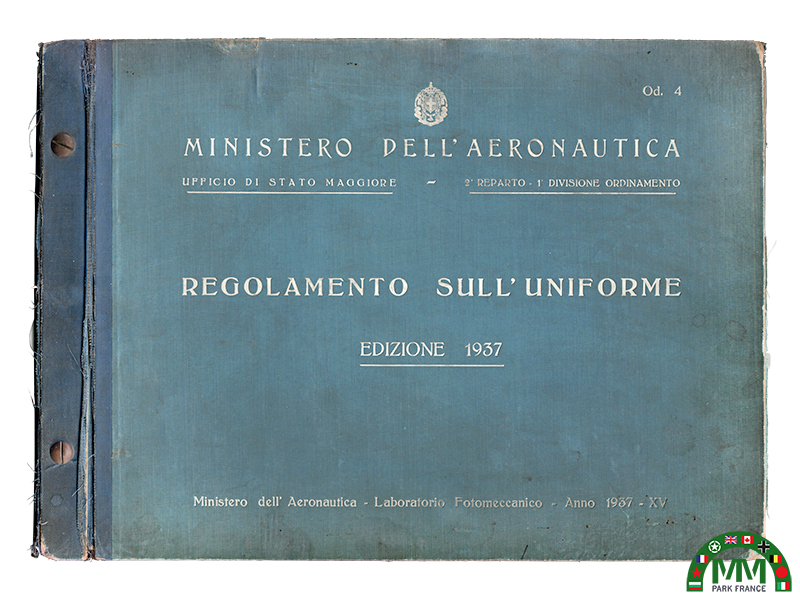 Od. 4
MINISTERO DELL'AERONAUTICA
UFFICIO DI STATO MAGGIORE - 2° REPARTO - 1ª DIVISIONE ORDINAMENTO
REGOLAMENTO SULL'UNIFORME
EDIZIONE 1937
Ministero dell'Aeronautica - Laboratorio Fotomeccanico - Anno 1937 - XV
MM
PARK FRANCE